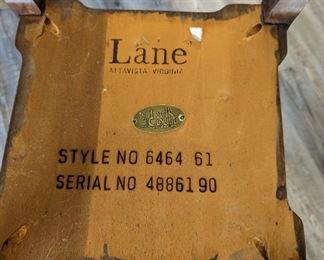 Lane
ALTAVISTA VIRGINIA
STYLE NO 6464 61
SERIAL NO 4886190